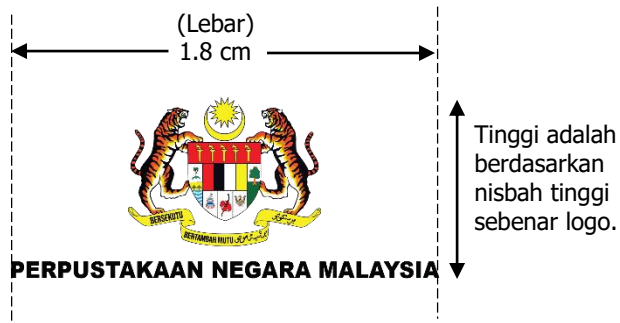 (Lebar)
1.8 cm
Tinggi adalah
berdasarkan
nisbah tinggi
sebenar logo.
BERSEKUTU
BERTAMBAH MUTU
PERPUSTAKAAN NEGARA MALAYSIA